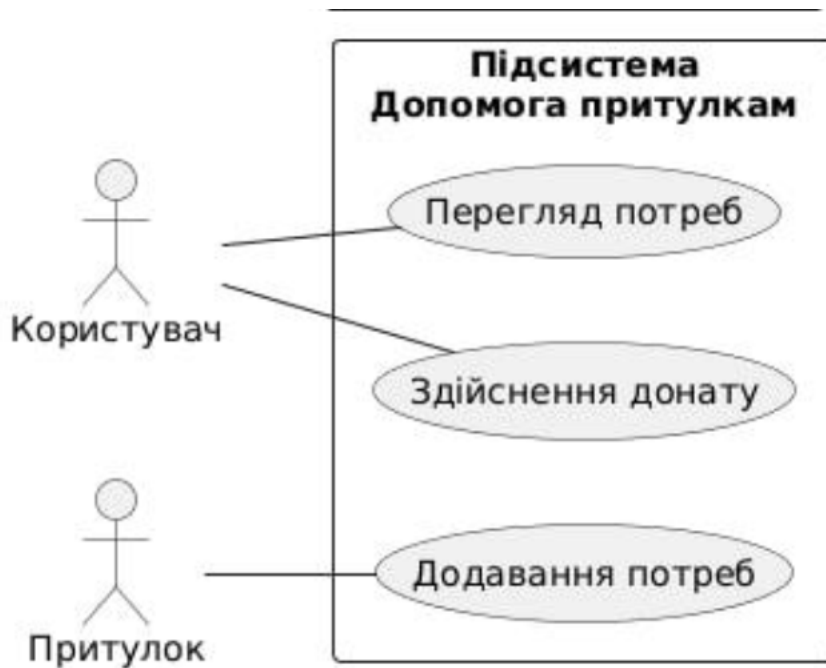 Підсистема
Допомога притулкам
Перегляд потреб
Користувач
Здійснення донату
Додавання потреб
Притулок